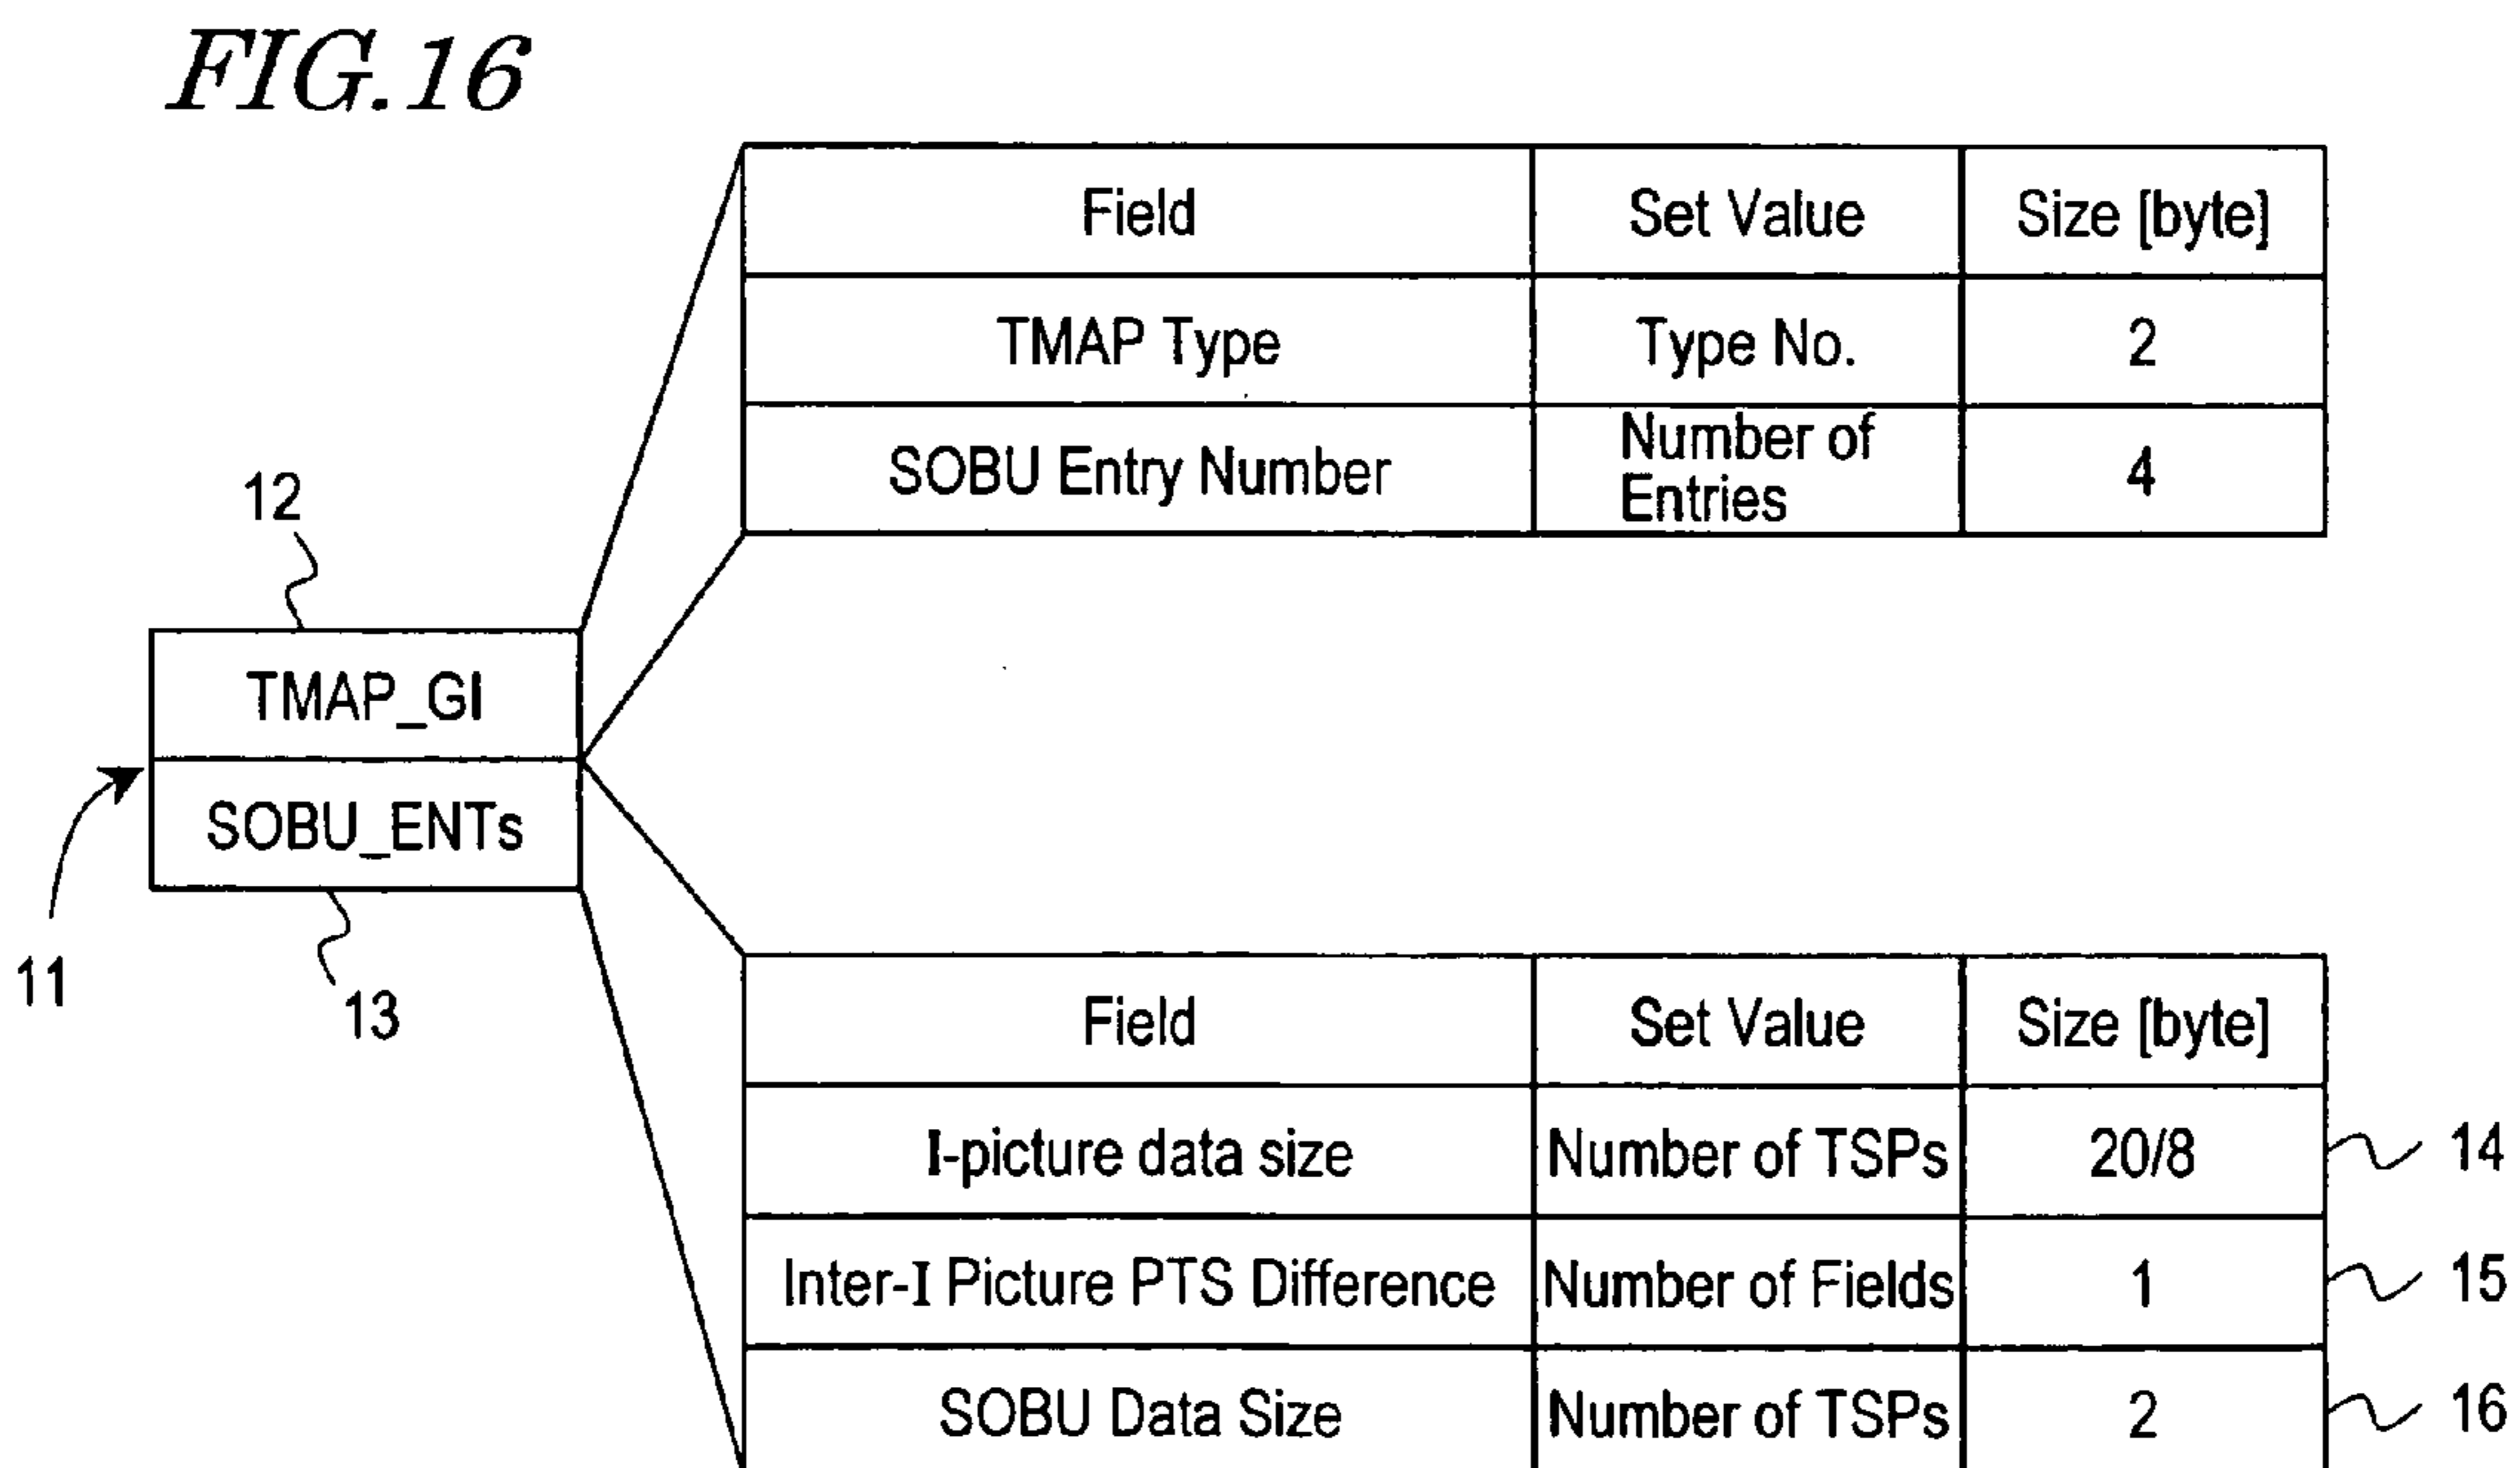 FIG.16
Field Set Value Size [byte]
TMAP Type Type No. 2
SOBU Entry Number Number of Entries 4
12
TMAP_GI
SOBU_ENTs
11
13
Field Set Value Size [byte]
I-picture data size Number of TSPs 20/8 14
Inter-I Picture PTS Difference Number of Fields 1 15
SOBU Data Size Number of TSPs 2 16